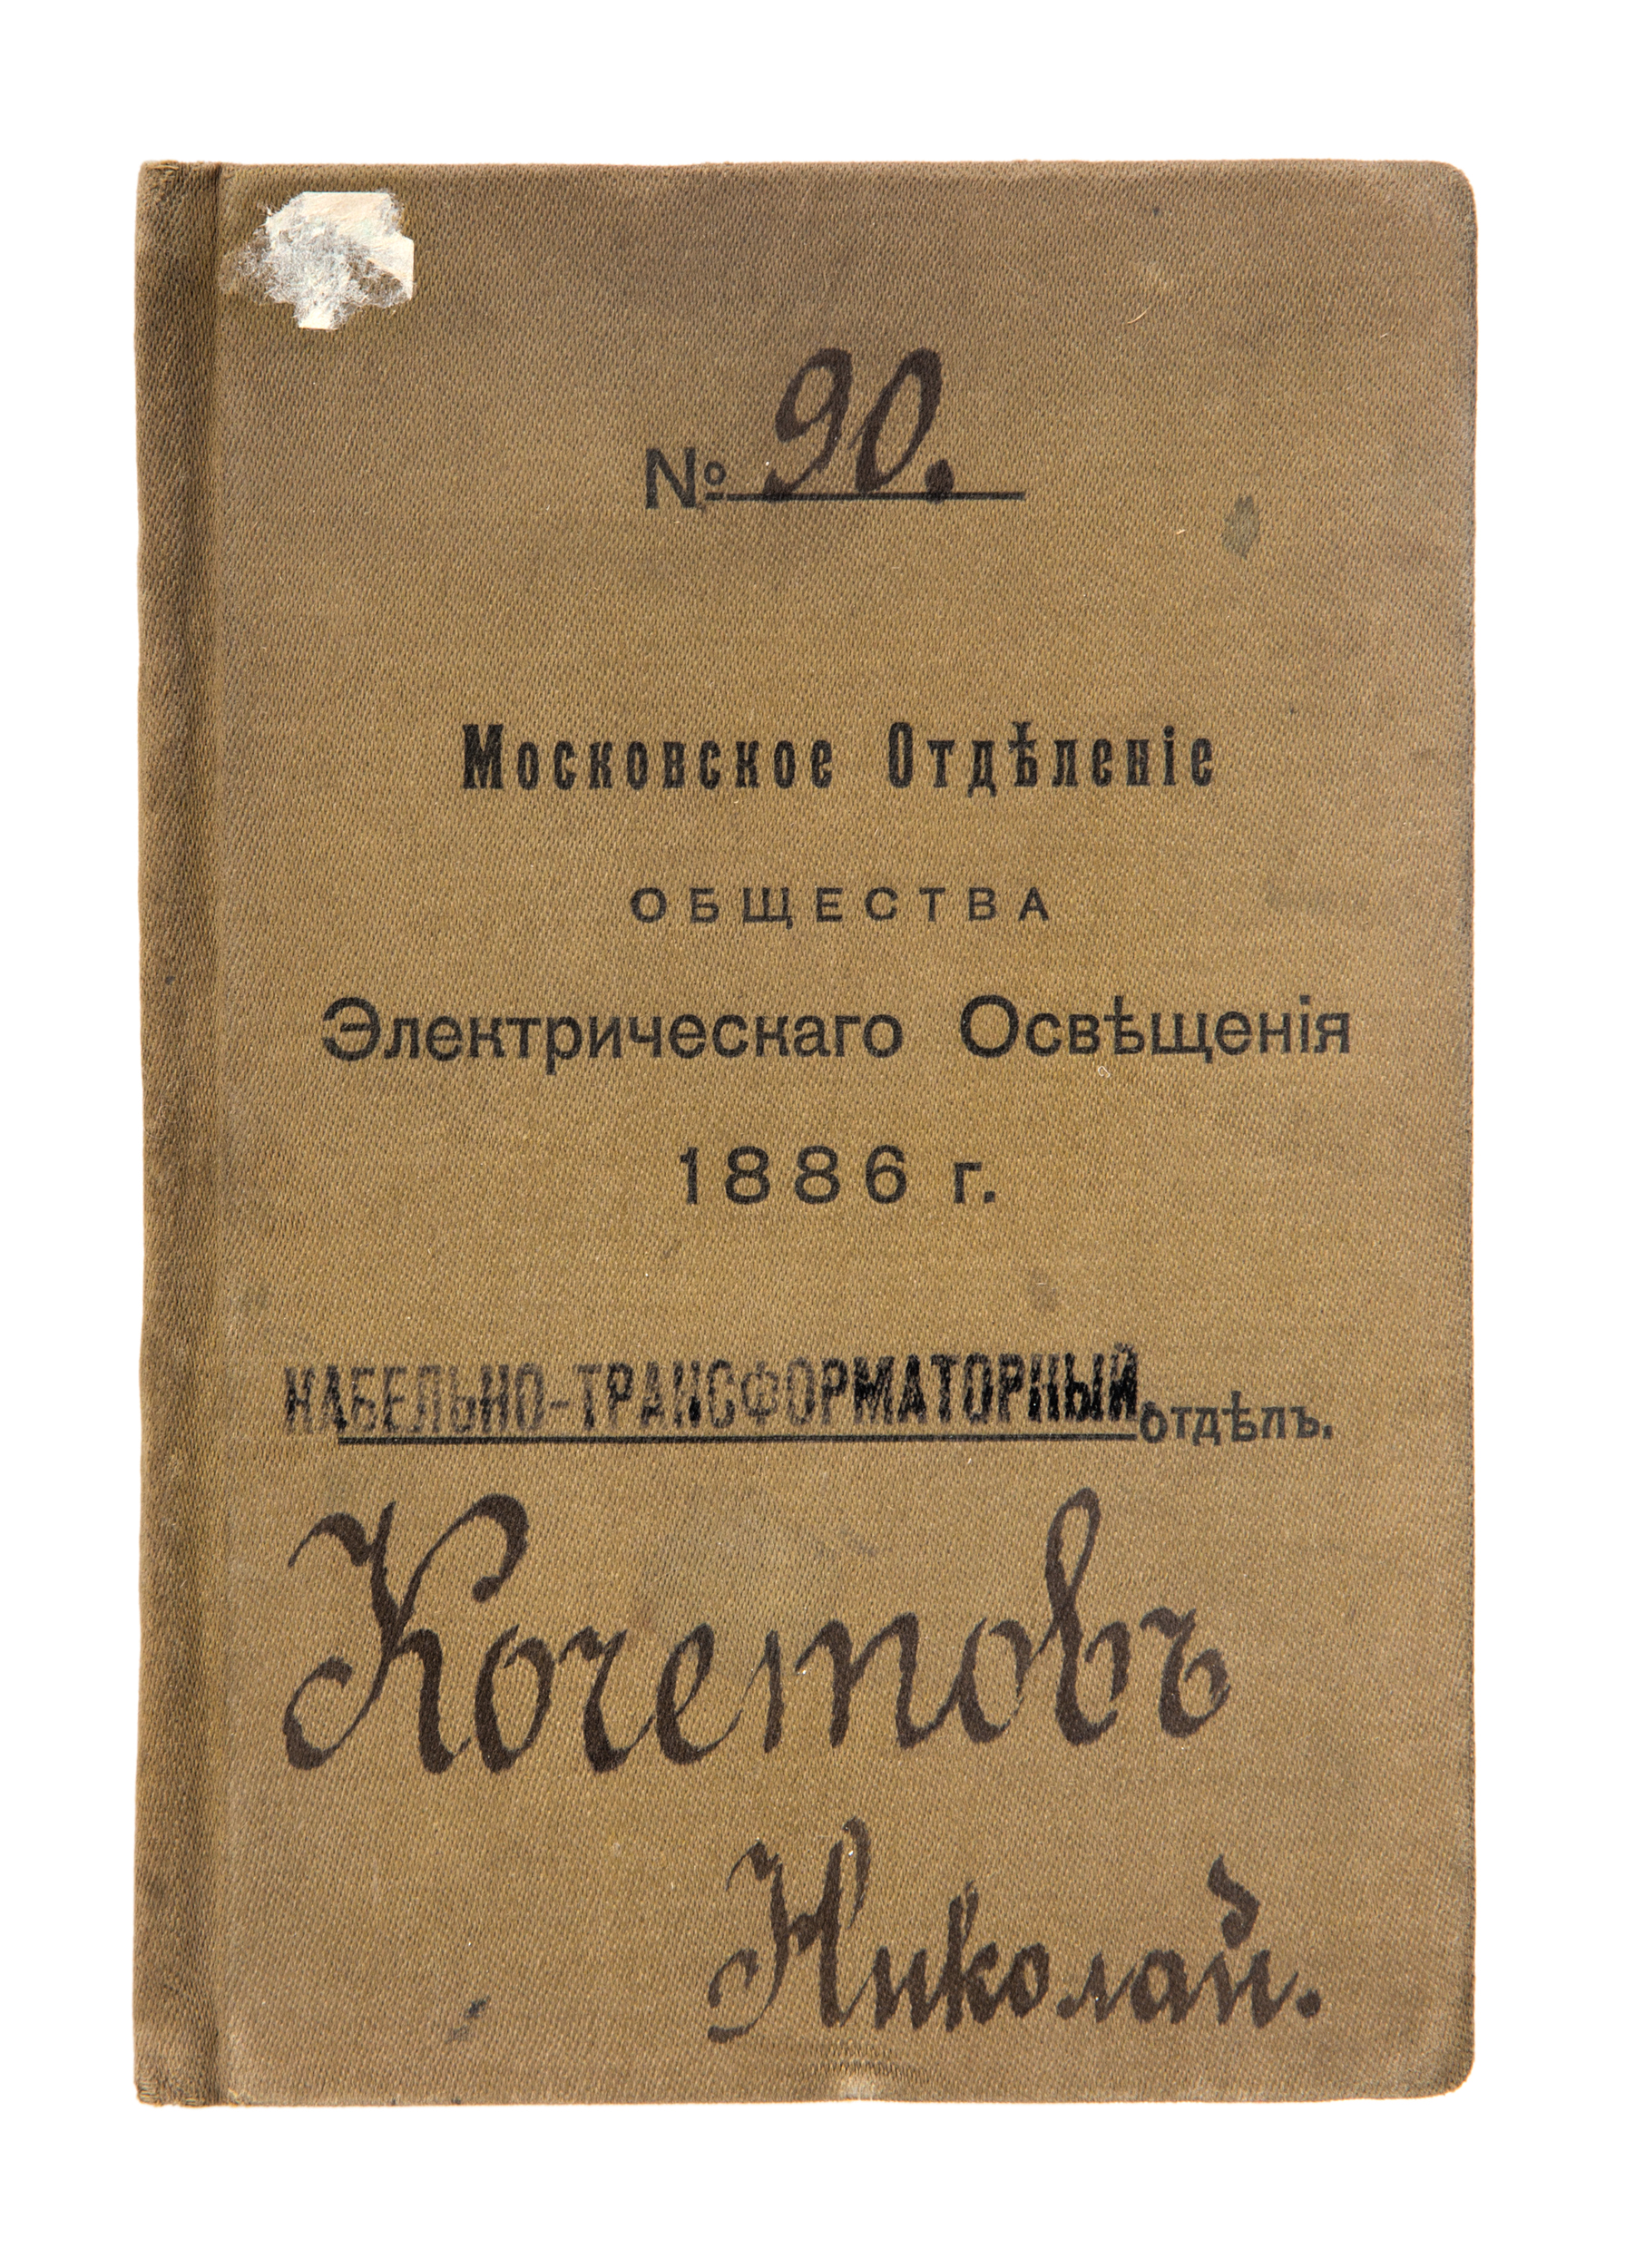 № 90.
Московское Отдѣленіе
ОБЩЕСТВА
Электрическаго Освѣщенія
1886 г.
КАБЕЛЬНО-ТРАНСФОРМАТОРНЫЙ отдѣлъ.
Кочетовъ
Николай.